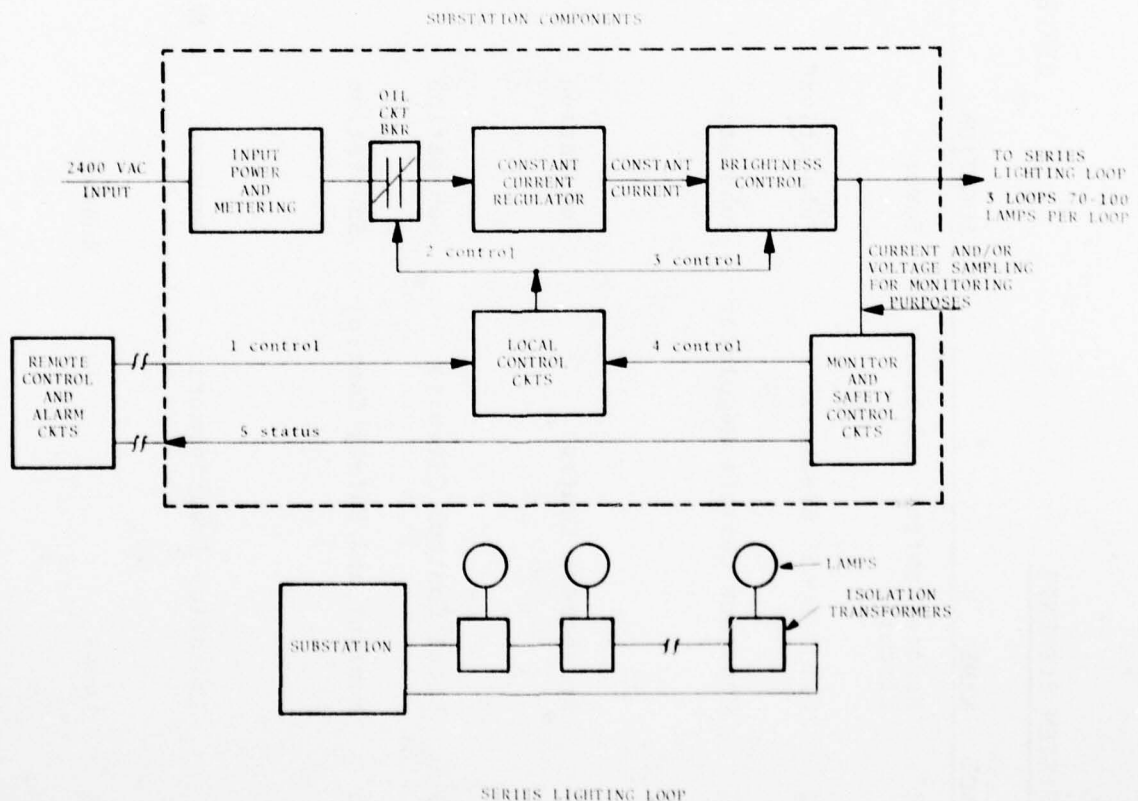 SUBSTATION COMPONENTS
OIL
CKT
BKR
2400 VAC
INPUT
INPUT
POWER
AND
METERING
CONSTANT
CURRENT
REGULATOR
CONSTANT
CURRENT
BRIGHTNESS
CONTROL
TO SERIES
LIGHTING LOOP
3 LOOPS 70-100
LAMPS PER LOOP
2 control
3 control
CURRENT AND/OR
VOLTAGE SAMPLING
FOR MONITORING
PURPOSES
REMOTE
CONTROL
AND
ALARM
CKTS
1 control
LOCAL
CONTROL
CKTS
4 control
MONITOR
AND
SAFETY
CONTROL
CKTS
5 status
LAMPS
ISOLATION
TRANSFORMERS
SUBSTATION
SERIES LIGHTING LOOP